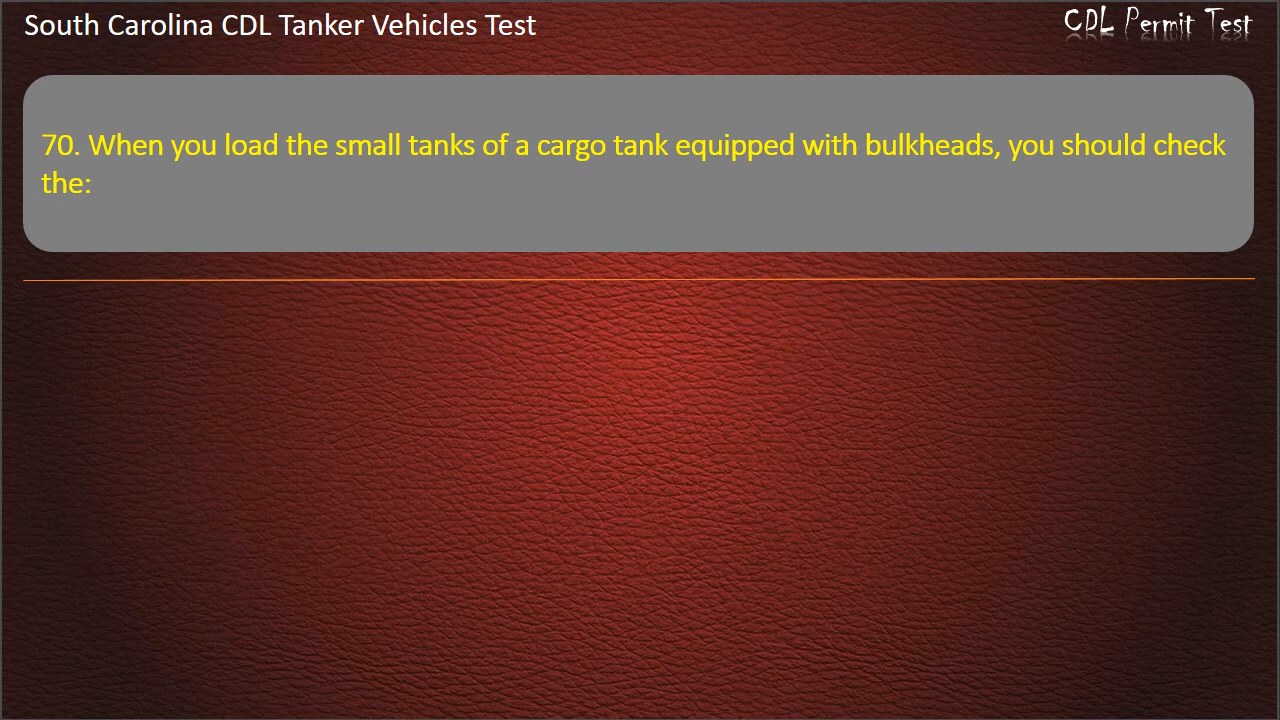 South Carolina CDL Tanker Vehicles Test
CDL Permit Test
70. When you load the small tanks of a cargo tank equipped with bulkheads, you should check
the: